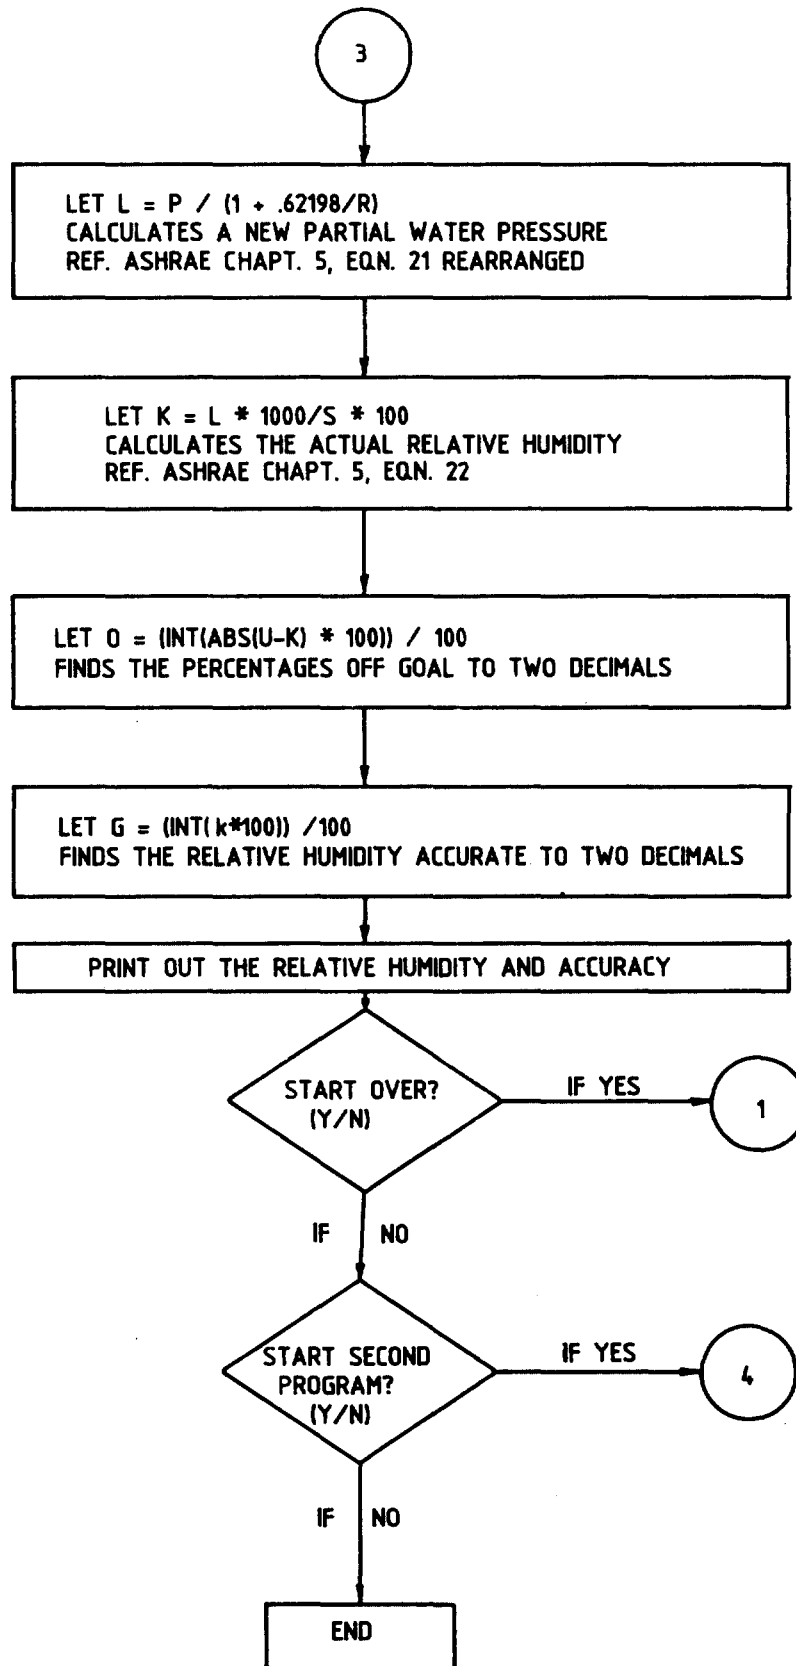 3
LET L = P / (1 + .62198/R)
CALCULATES A NEW PARTIAL WATER PRESSURE
REF. ASHRAE CHAPT. 5, EQN. 21 REARRANGED
LET K = L * 1000/S * 100
CALCULATES THE ACTUAL RELATIVE HUMIDITY
REF. ASHRAE CHAPT. 5, EQN. 22
LET O = (INT(ABS(U-K) * 100)) / 100
FINDS THE PERCENTAGES OFF GOAL TO TWO DECIMALS
LET G = (INT(k*100)) /100
FINDS THE RELATIVE HUMIDITY ACCURATE TO TWO DECIMALS
PRINT OUT THE RELATIVE HUMIDITY AND ACCURACY
START OVER?
(Y/N)
IF YES
1
IF NO
START SECOND
PROGRAM?
(Y/N)
IF YES
4
IF NO
END